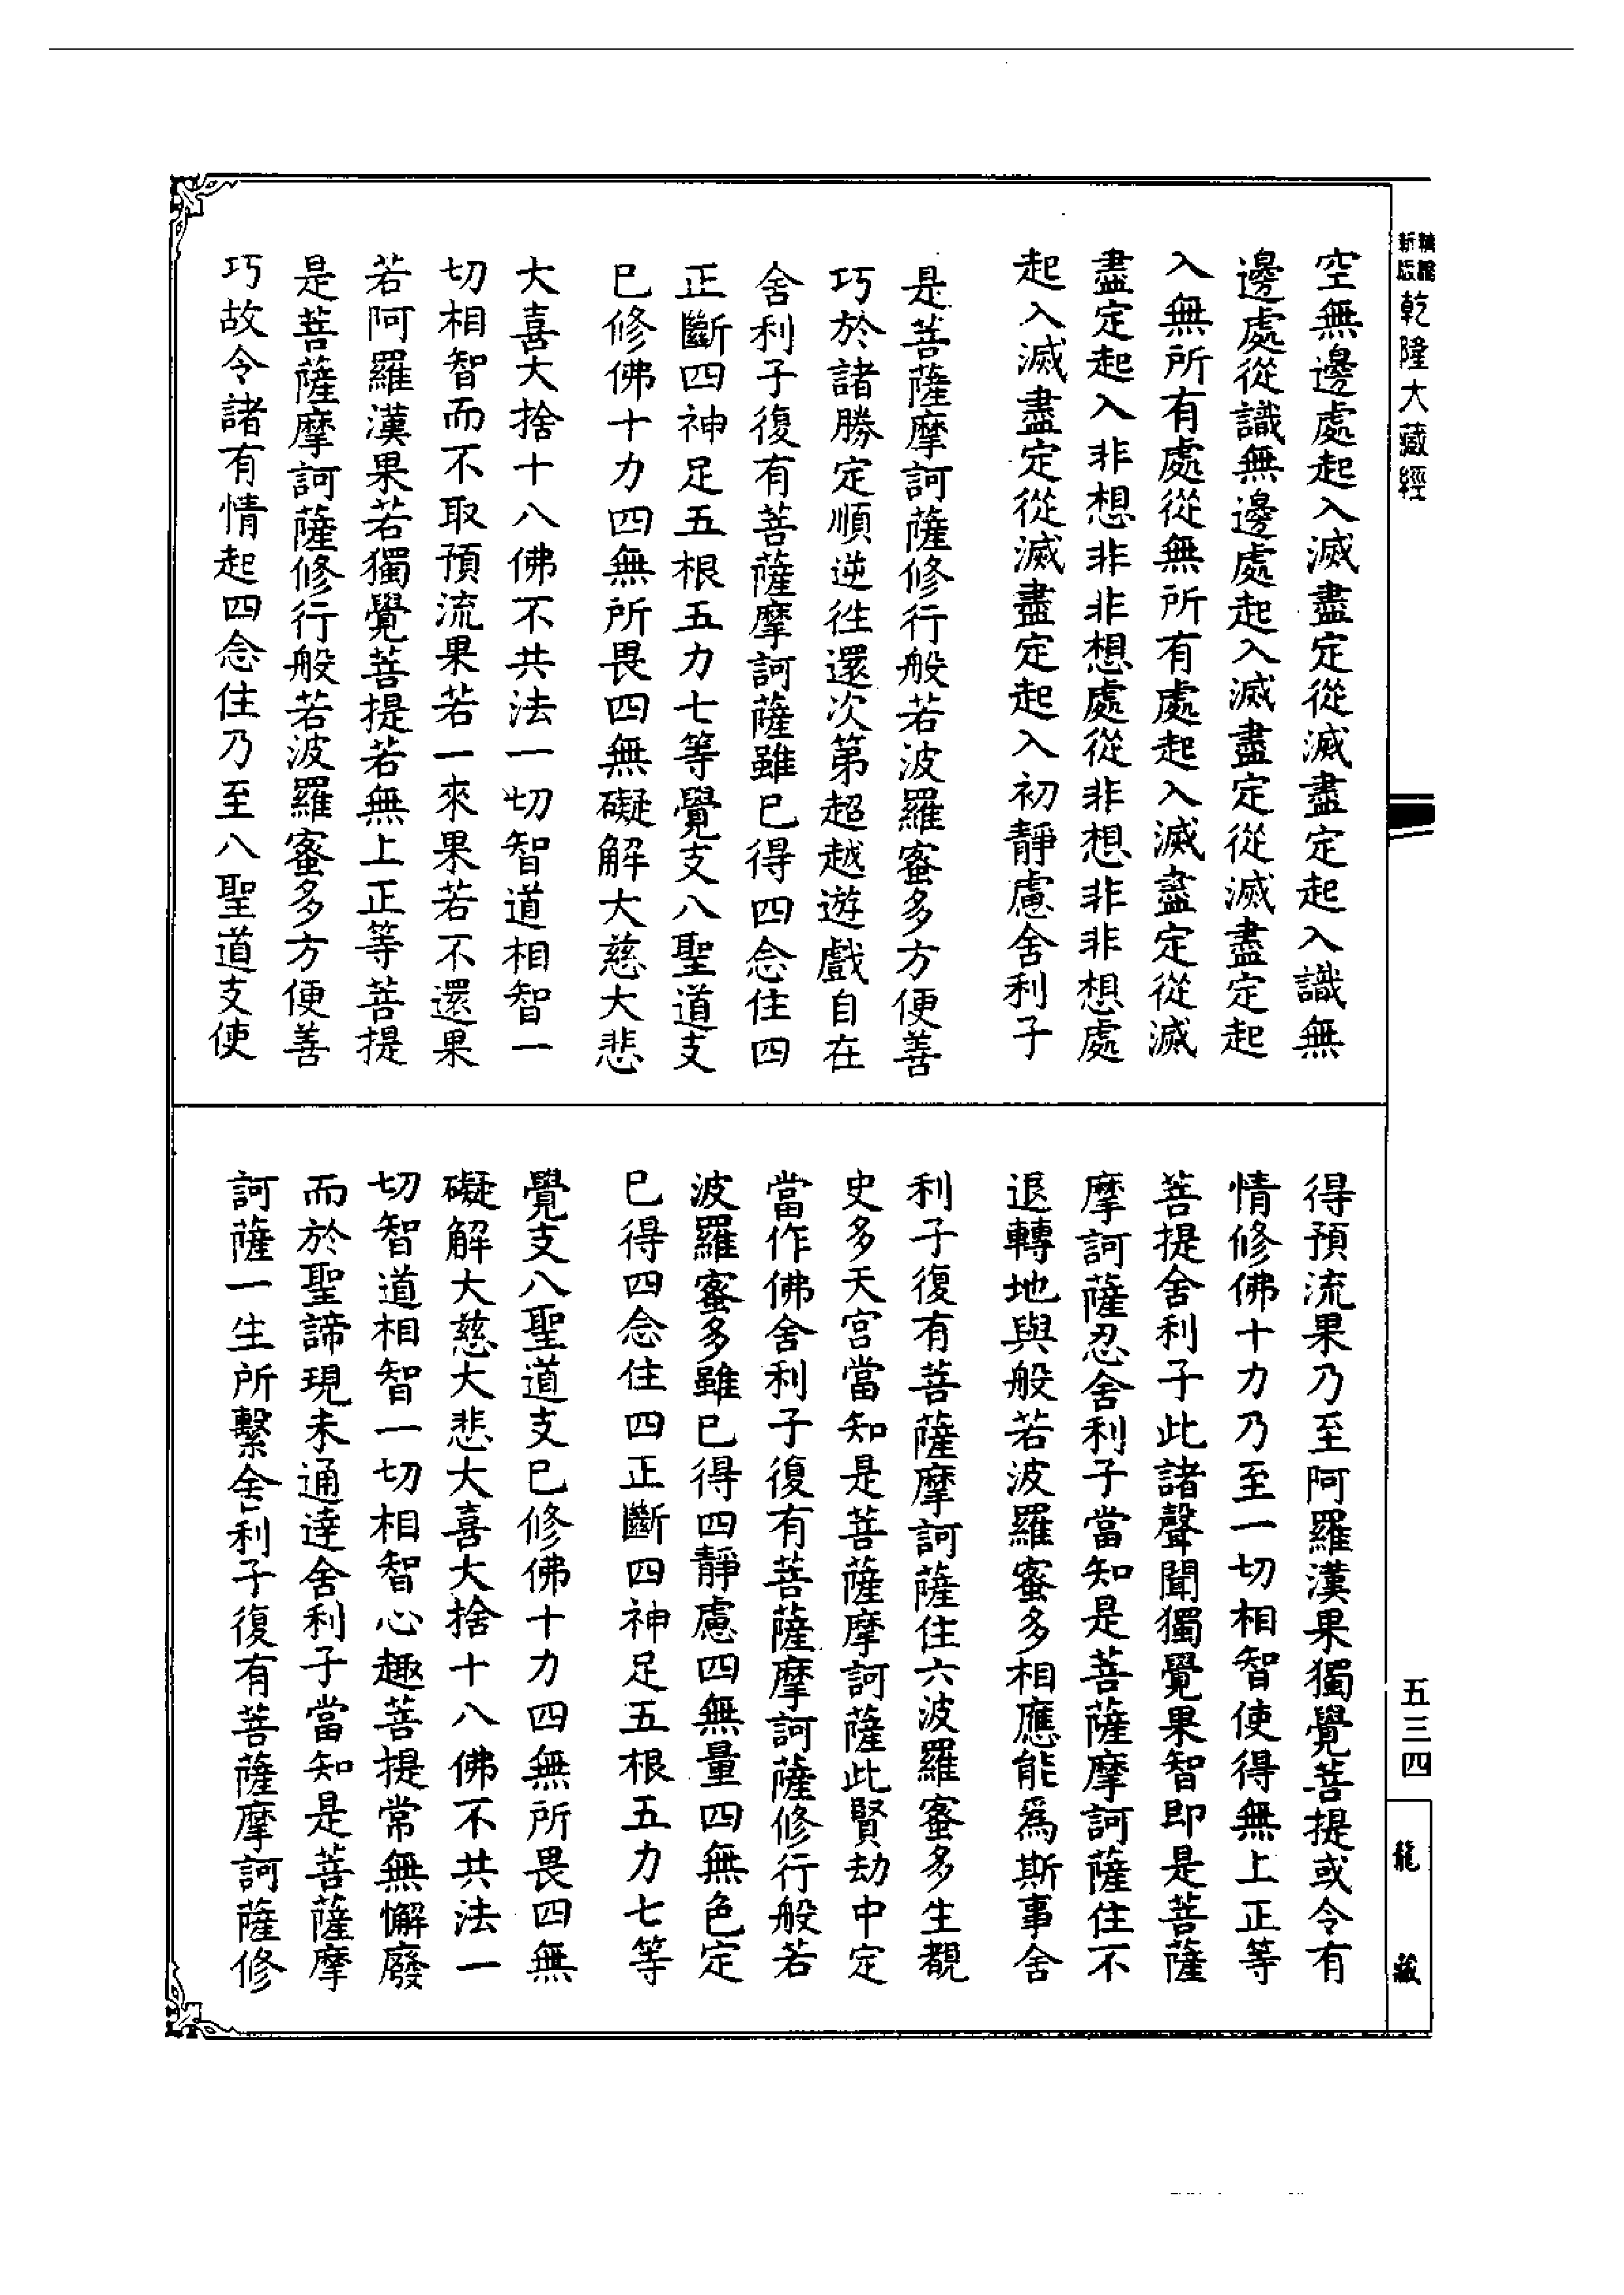 乾隆大藏經
空無邊處起入滅盡定從滅盡定起入識無
邊處從識無邊處起入滅盡定從滅盡定起
入無所有處從無所有處起入滅盡定從滅
盡定起入非想非非想處從非想非非想處
起入滅盡定從滅盡定起入初靜慮舍利子
是菩薩摩訶薩修行般若波羅蜜多方便善
巧於諸勝定順逆徃還次第超越遊戲自在
舍利子復有菩薩摩訶薩雖已得四念住四
正斷四神足五根五力七等覺支八聖道支
已修佛十力四無所畏四無礙解大慈大悲
大喜大捨十八佛不共法一切智道相智一
切相智而不取預流果若一來果若不還果
若阿羅漢果若獨覺菩提若無上正等菩提
是菩薩摩訶薩修行般若波羅蜜多方便善
巧故令諸有情起四念住乃至八聖道支使
得預流果乃至阿羅漢果獨覺菩提或令有
情修佛十力乃至一切相智使得無上正等
菩提舍利子此諸聲聞獨覺果智即是菩薩
摩訶薩忍舍利子當知是菩薩摩訶薩住不
退轉地與般若波羅蜜多相應能爲斯事舍
利子復有菩薩摩訶薩住六波羅蜜多生覩
史多天宮當知是菩薩摩訶薩此賢劫中定
當作佛舍利子復有菩薩摩訶薩修行般若
波羅蜜多雖已得四靜慮四無量四無色定
已得四念住四正斷四神足五根五力七等
覺支八聖道支已修佛十力四無所畏四無
礙解大慈大悲大喜大捨十八佛不共法一
切智道相智一切相智心趣菩提常無懈廢
而於聖諦現未通達舍利子當知是菩薩摩
訶薩一生所繫舍利子復有菩薩摩訶薩修
五三四
龍藏